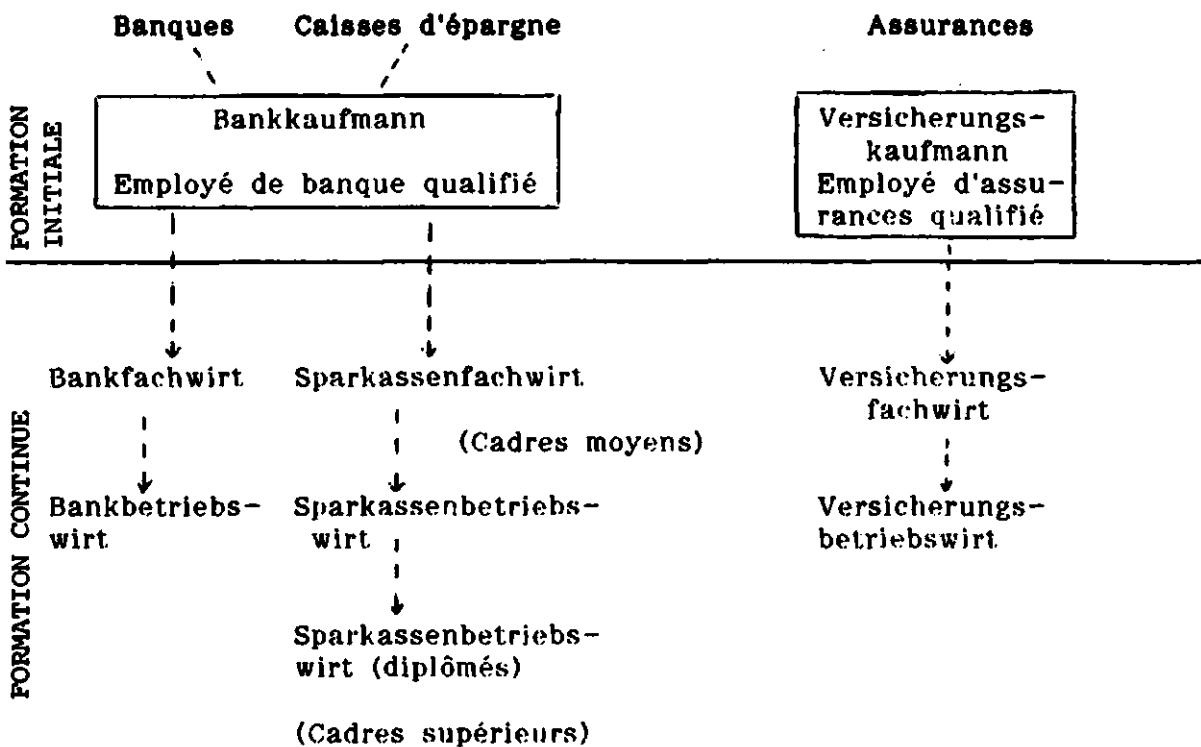 Banques Caisses d'épargne Assurances
FORMATION
INITIALE
Bankkaufmann
Employé de banque qualifié
Versicherungs-
kaufmann
Employé d'assu-
rances qualifié
FORMATION CONTINUE
Bankfachwirt Sparkassenfachwirt Versicherungs-
fachwirt
(Cadres moyens)
Bankbetriebs- Sparkassenbetriebs- Versicherungs-
wirt wirt betriebswirt
Sparkassenbetriebs-
wirt (diplômés)
(Cadres supérieurs)